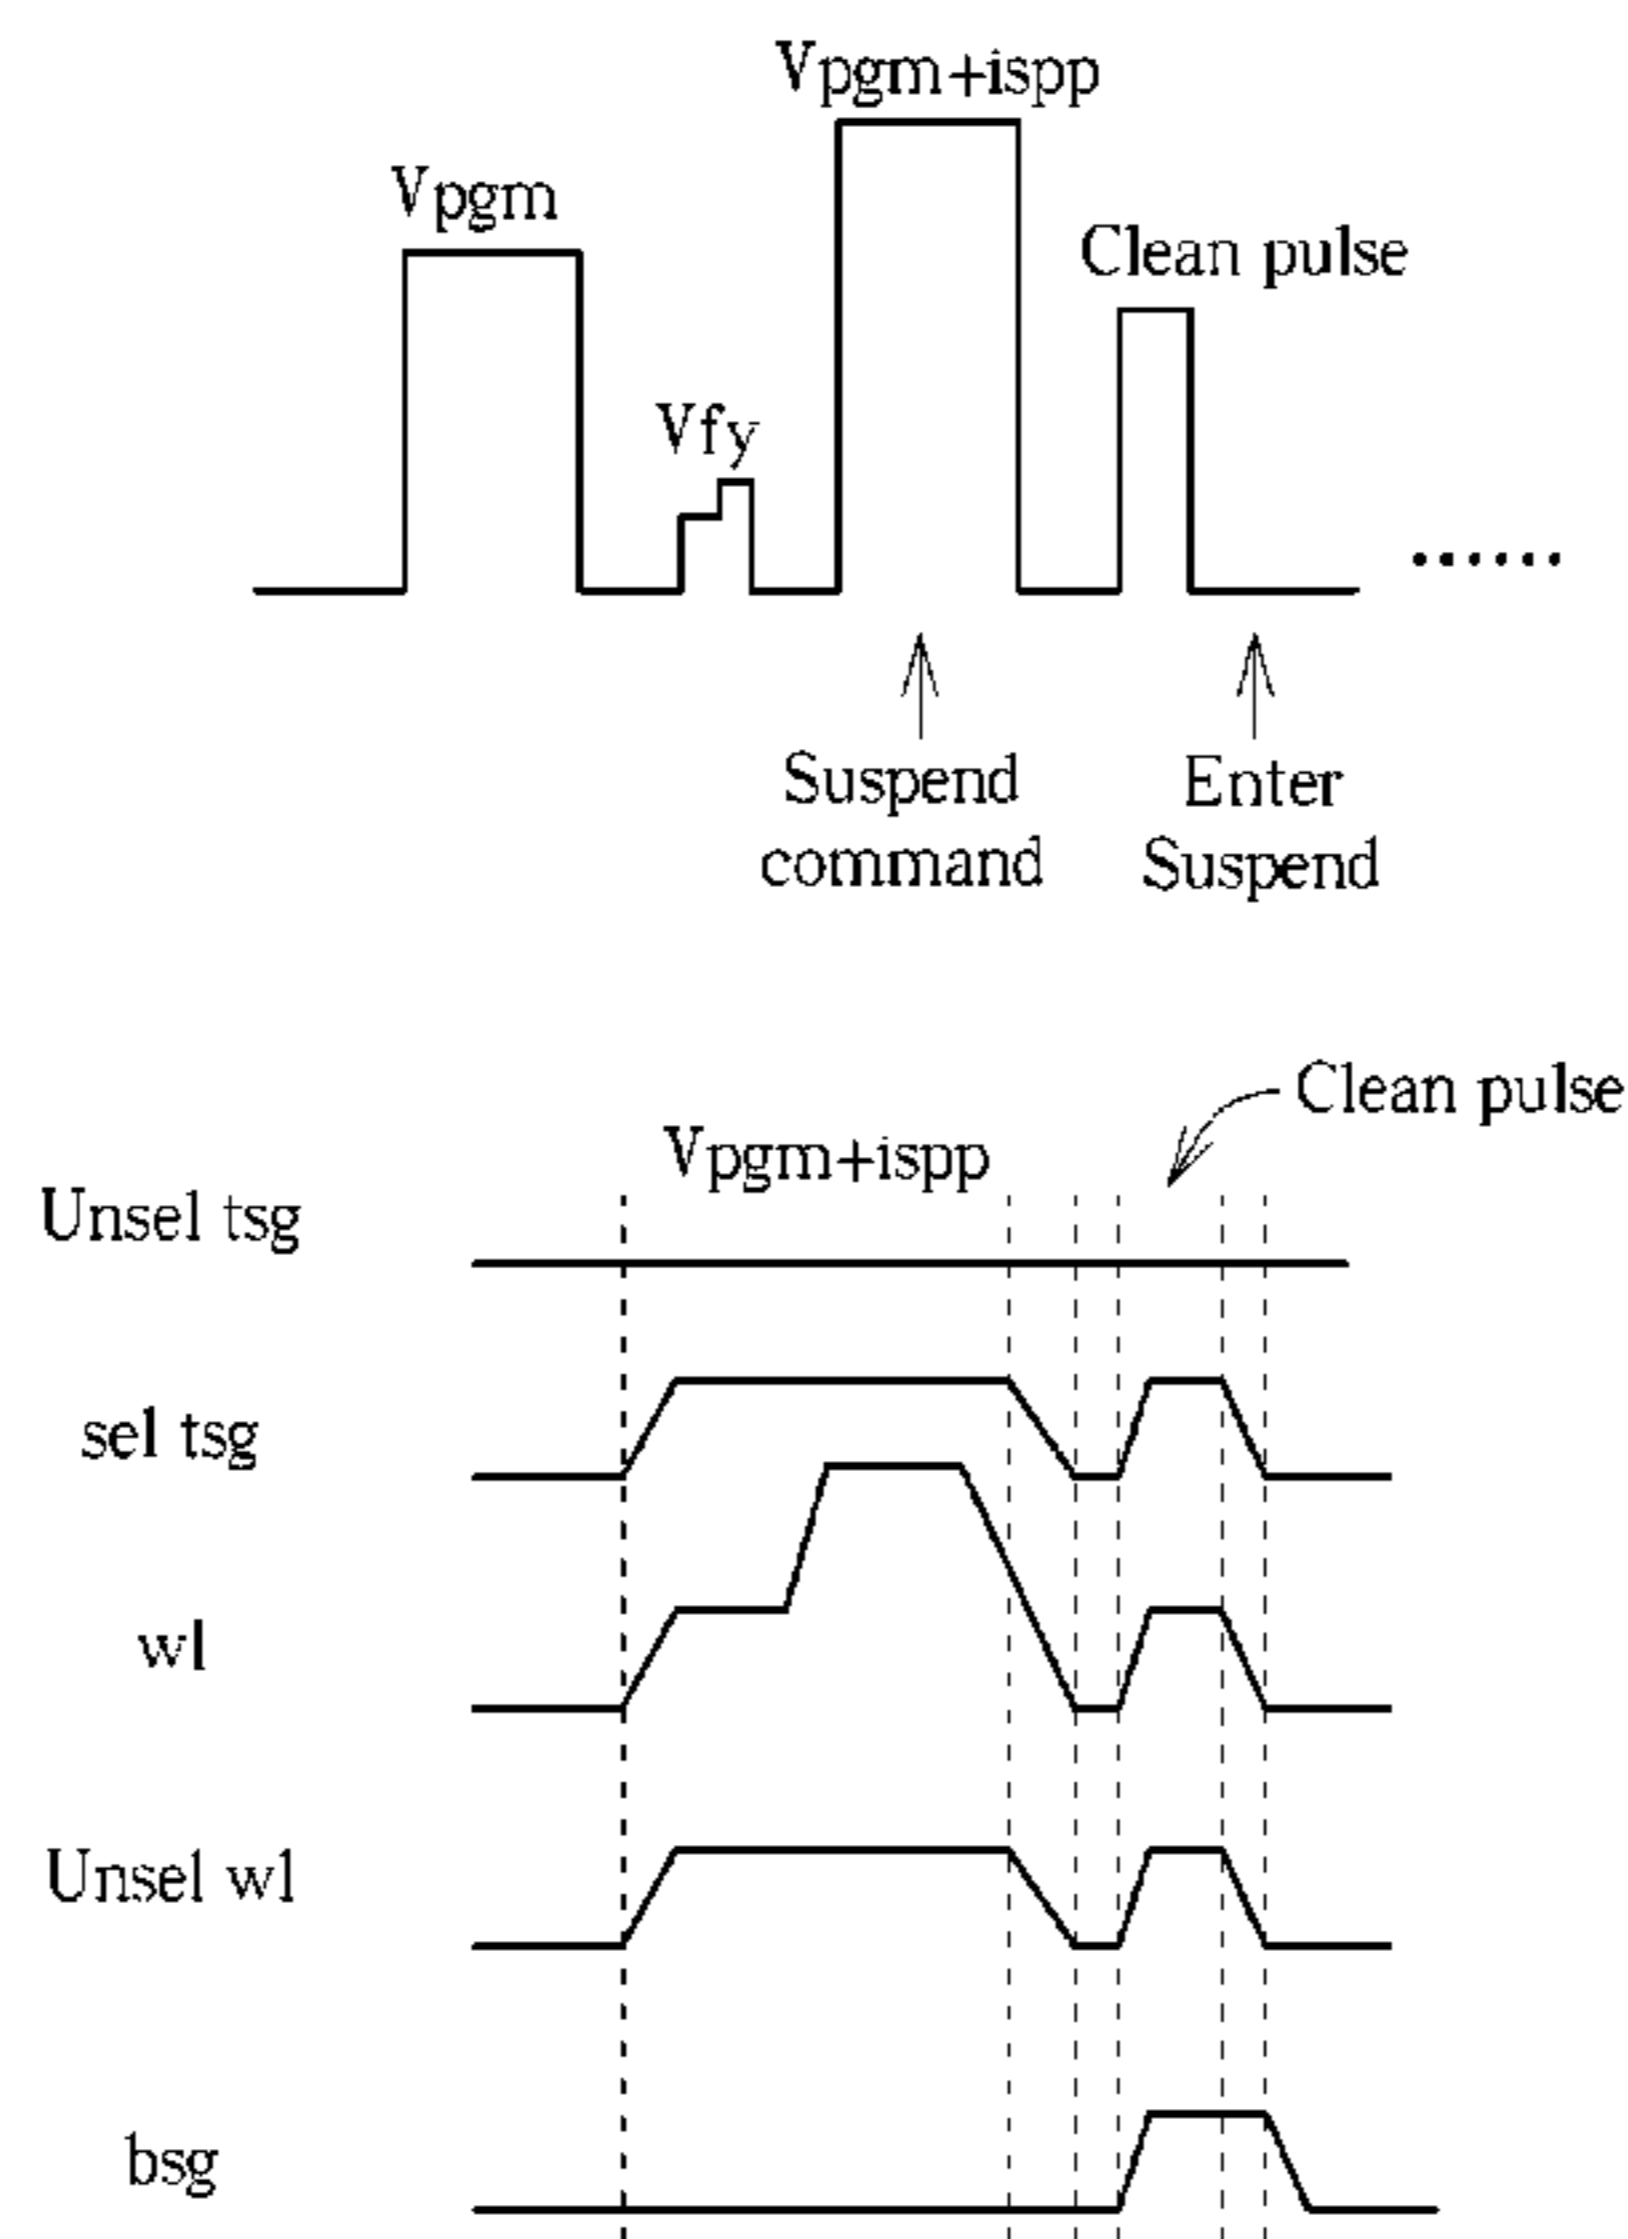 Vpgm+ispp
Vpgm
Clean pulse
Vfy
......
Suspend
command
Enter
Suspend
Clean pulse
Vpgm+ispp
Unsel tsg
sel tsg
wl
Unsel wl
bsg